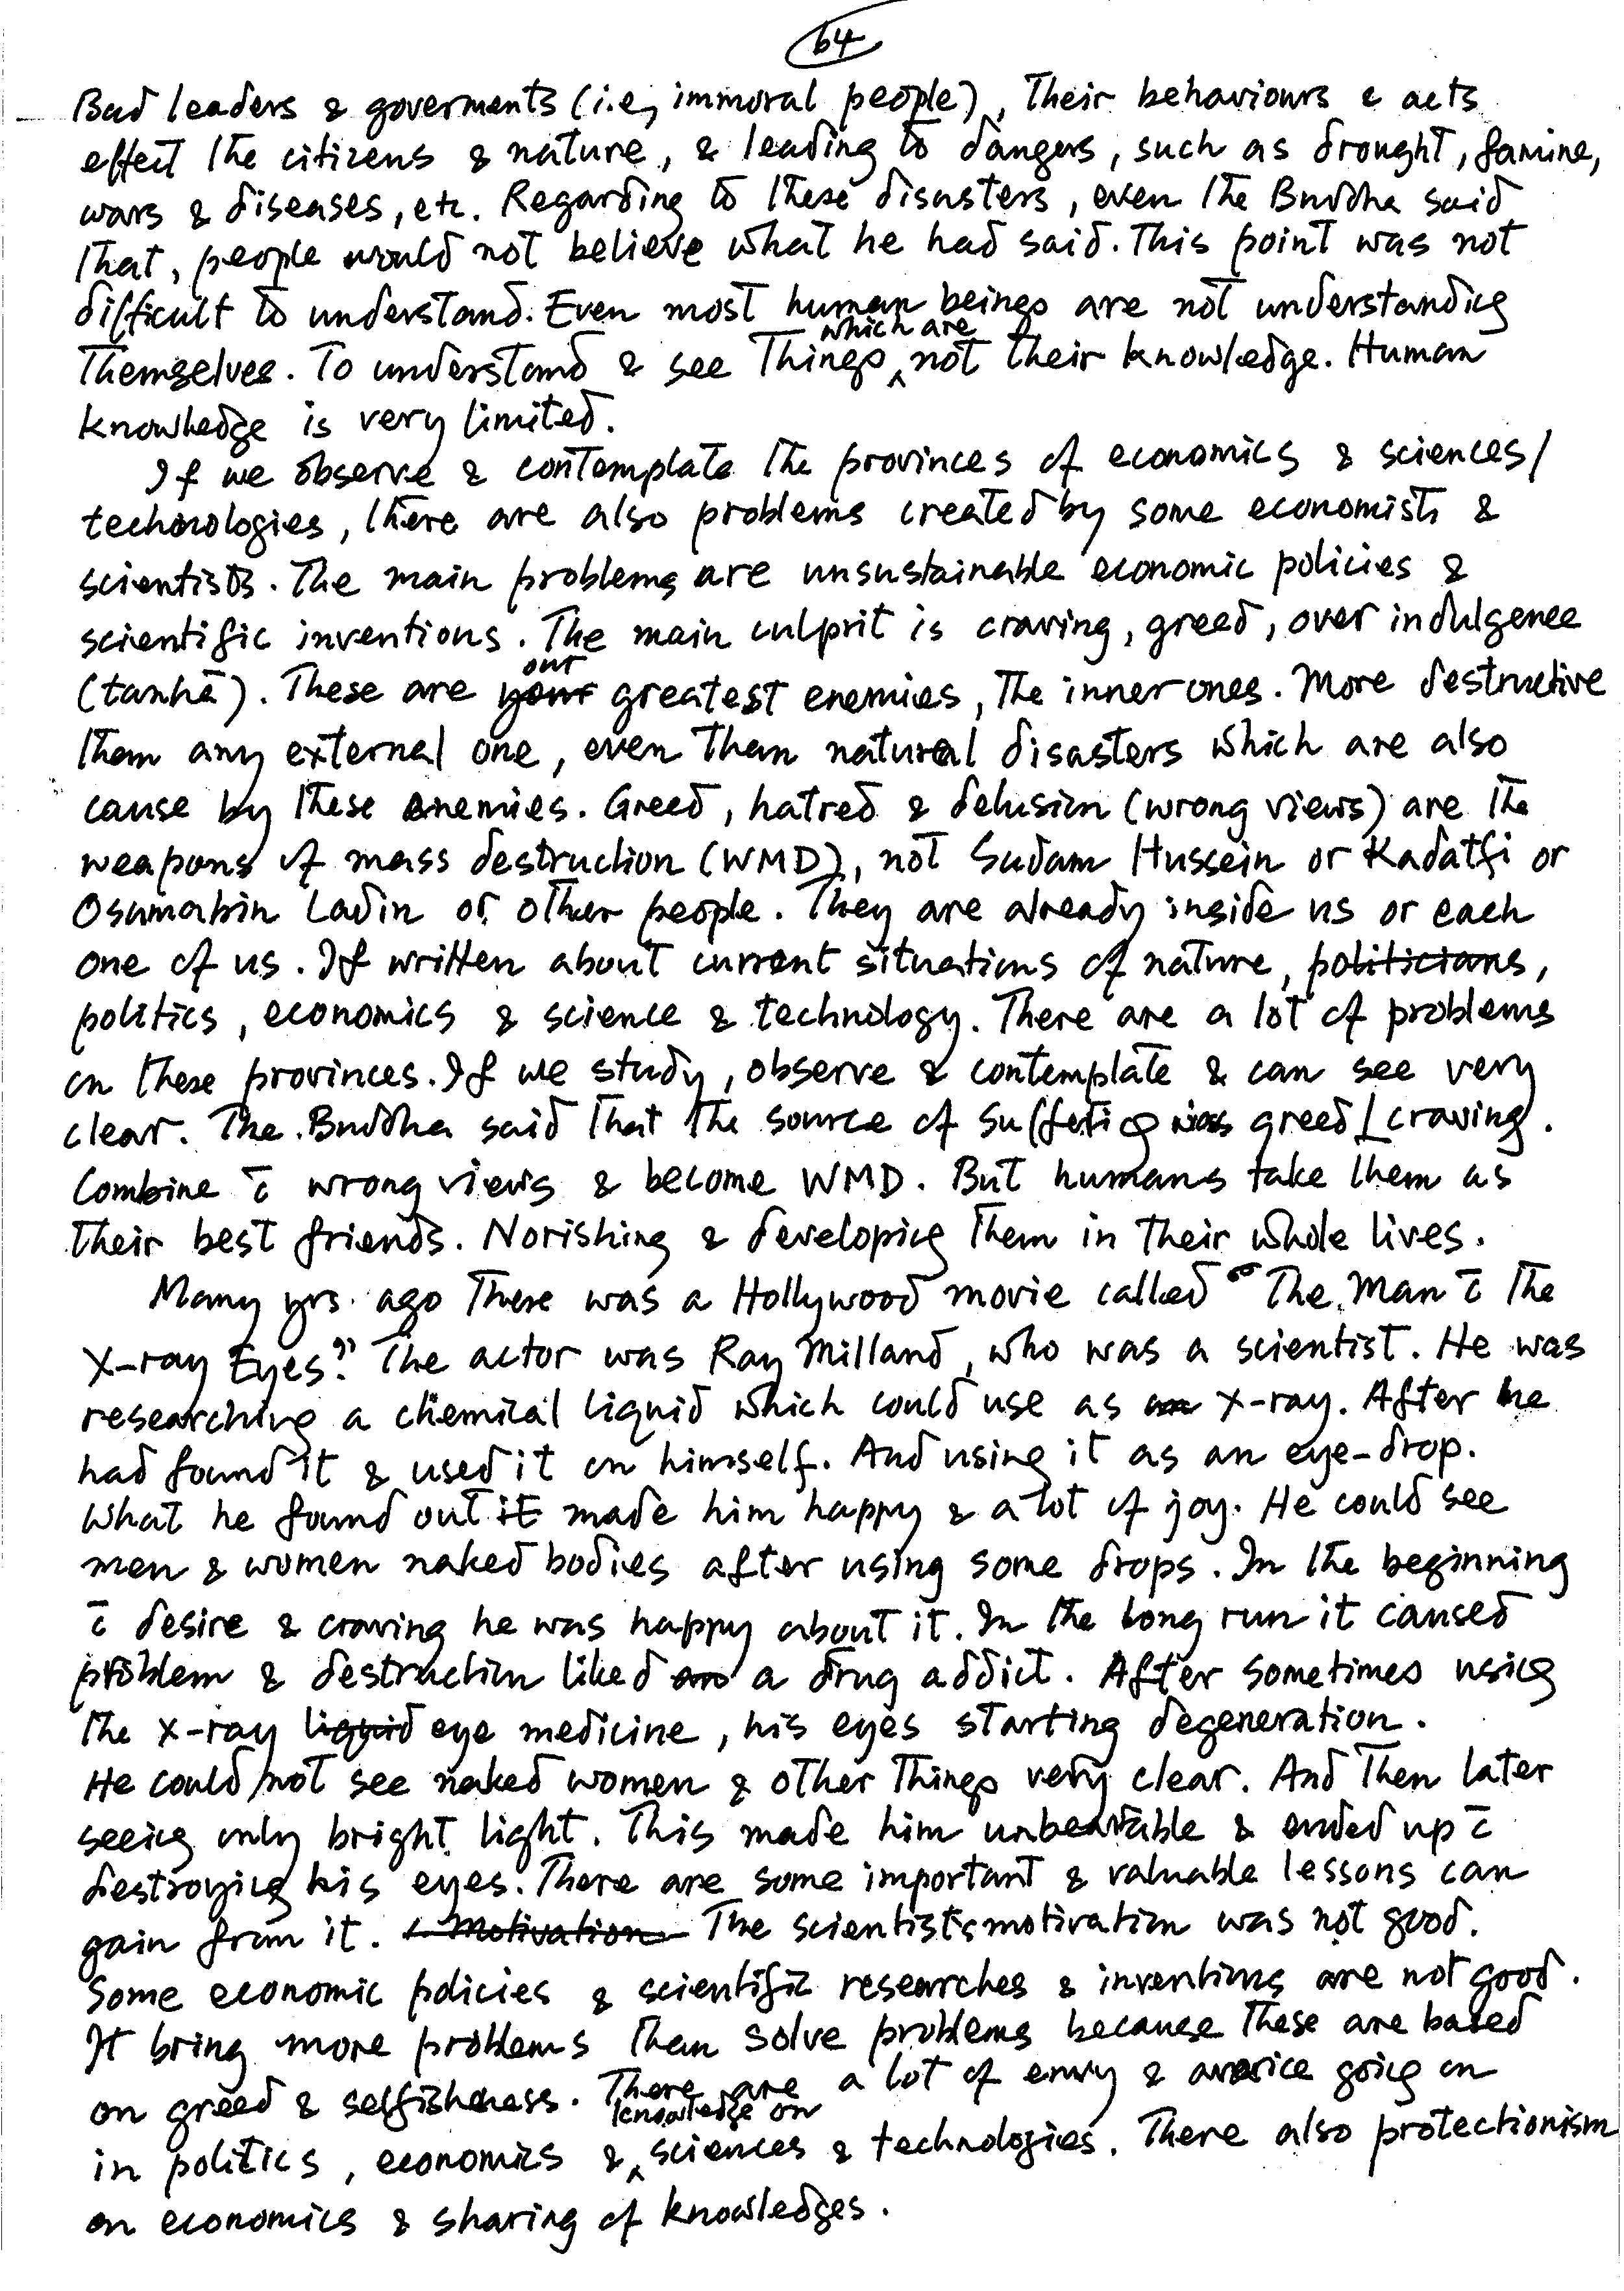 64
Bad leaders & goverments (i.e, immoral people), Their behaviours & acts
effect the citizens & nature, & leading to dangers, such as drought, famine,
wars & diseases, etc. Regarding to these disasters, even the Buddha said
that, people would not believe what he had said. This point was not
difficult to understand. Even most human beings are not understanding
themselves. To understand & see things which are not their knowledge. Human
knowledge is very limited.
If we observe & contemplate the provinces of economics & sciences/
technologies, there are also problems created by some economists &
scientists. The main problems are unsustainable economic policies &
scientific inventions. The main culprit is craving, greed, over indulgence
(taṅhā). These are our greatest enemies, the inner ones. More destructive
than any external one, even than natural disasters which are also
cause by these enemies. Greed, hatred & delusion (wrong views) are the
weapons of mass destruction (WMD), not Sudam Hussein or Kadatfi or
Osumabin Ladin or other people. They are already inside us or each
one of us. If written about current situations of nature, politicians,
politics, economics & science & technology. There are a lot of problems
on these provinces. If we study, observe & contemplate & can see very
clear. The Buddha said that the source of suffering was greed/craving.
Combine c̄ wrong views & become WMD. But humans take them as
their best friends. Norishing & developing them in their whole lives.
Many yrs. ago there was a Hollywood movie called "The Man c̄ the
X-ray Eyes". The actor was Ray Milland, who was a scientist. He was
researching a chemical liquid which could use as an X-ray. After he
had found it & used it on himself. And using it as an eye-drop.
What he found out it made him happy & a lot of joy. He could see
men & women naked bodies after using some drops. In the beginning
c̄ desire & craving he was happy about it. In the long run it caused
problem & destruction liked an a drug addict. After sometimes using
the X-ray liquid eye medicine, his eyes starting degeneration.
He could not see naked women & other things very clear. And then later
seeing only bright light. This made him unbearable & ended up c̄
destroying his eyes. There are some important & valuable lessons can
gain from it. Motivation The scientist's motivation was not good.
Some economic policies & scientific researches & inventions are not good.
It bring more problems than solve problems because these are based
on greed & selfisheness. There are a lot of envy & avarice going on
in politics, economics & knowledge on sciences & technologies. There also protectionism
on economics & sharing of knowledges.